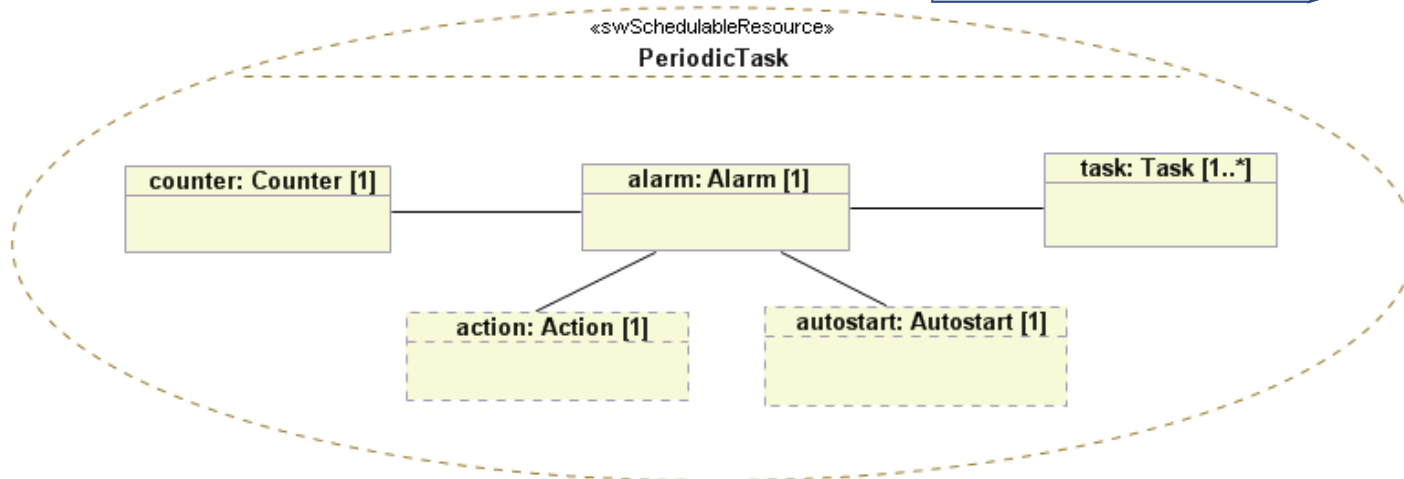 «swSchedulableResource»
PeriodicTask
counter: Counter [1]
alarm: Alarm [1]
task: Task [1..*]
action: Action [1]
autostart: Autostart [1]